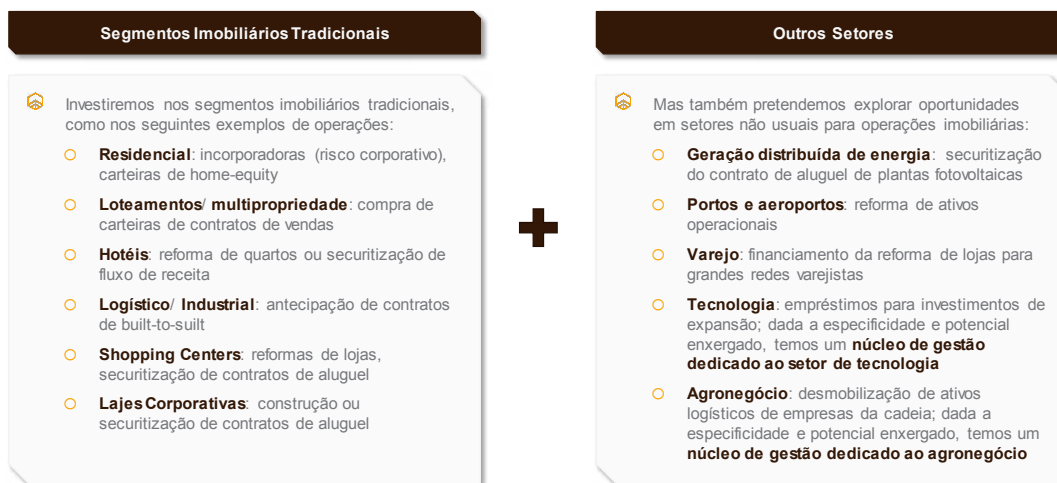 Segmentos Imobiliários Tradicionais
Investiremos nos segmentos imobiliários tradicionais,
como nos seguintes exemplos de operações:
Residencial: incorporadoras (risco corporativo),
carteiras de home-equity
Loteamentos/ multipropriedade: compra de
carteiras de contratos de vendas
Hotéis: reforma de quartos ou securitização de
fluxo de receita
Logístico/ Industrial: antecipação de contratos
de built-to-suilt
Shopping Centers: reformas de lojas,
securitização de contratos de aluguel
Lajes Corporativas: construção ou
securitização de contratos de aluguel
Outros Setores
Mas também pretendemos explorar oportunidades
em setores não usuais para operações imobiliárias:
Geração distribuída de energia: securitização
do contrato de aluguel de plantas fotovoltaicas
Portos e aeroportos: reforma de ativos
operacionais
Varejo: financiamento da reforma de lojas para
grandes redes varejistas
Tecnologia: empréstimos para investimentos de
expansão; dada a especificidade e potencial
enxergado, temos um núcleo de gestão
dedicado ao setor de tecnologia
Agronegócio: desmobilização de ativos
logísticos de empresas da cadeia; dada a
especificidade e potencial enxergado, temos um
núcleo de gestão dedicado ao agronegócio